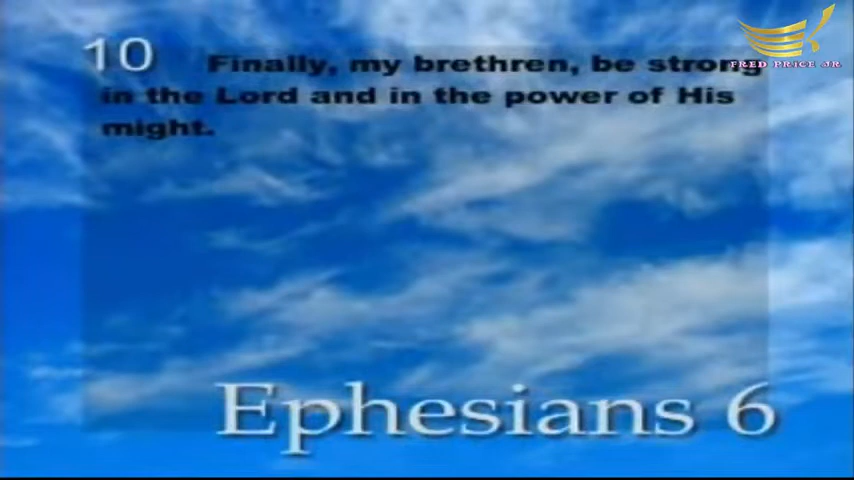 FRED PRICE JR.
10 Finally, my brethren, be strong
in the Lord and in the power of His
might.
Ephesians 6